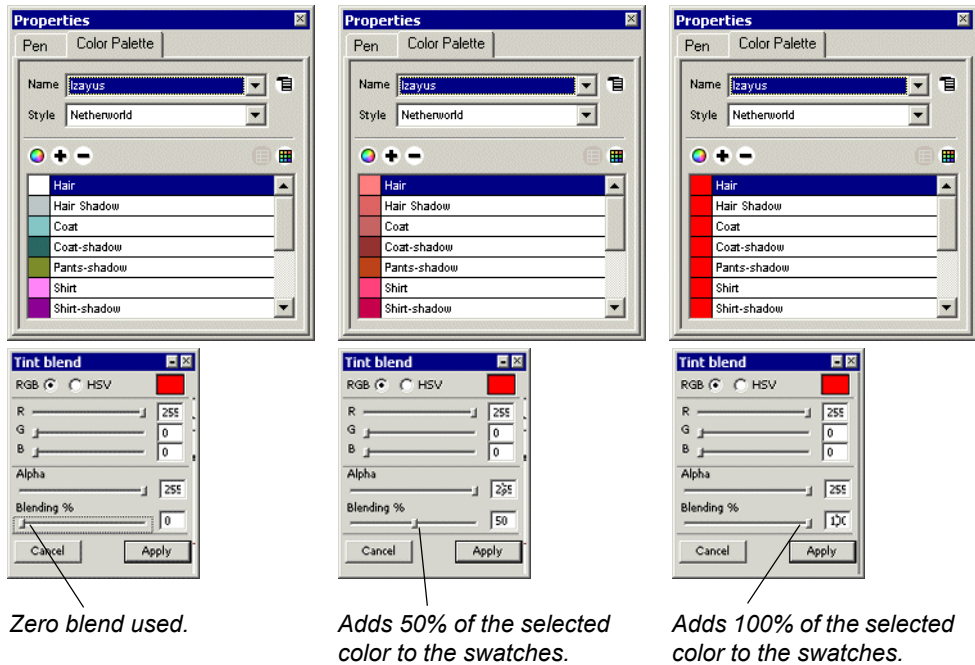 Properties
Pen Color Palette
Name Izayus
Style Netherworld
Hair
Hair Shadow
Coat
Coat-shadow
Pants-shadow
Shirt
Shirt-shadow
Tint blend
RGB HSV
R 255
G 0
B 0
Alpha
255
Blending %
0
Cancel Apply
Zero blend used.
Properties
Pen Color Palette
Name Izayus
Style Netherworld
Hair
Hair Shadow
Coat
Coat-shadow
Pants-shadow
Shirt
Shirt-shadow
Tint blend
RGB HSV
R 255
G 0
B 0
Alpha
255
Blending %
50
Cancel Apply
Adds 50% of the selected
color to the swatches.
Properties
Pen Color Palette
Name Izayus
Style Netherworld
Hair
Hair Shadow
Coat
Coat-shadow
Pants-shadow
Shirt
Shirt-shadow
Tint blend
RGB HSV
R 255
G 0
B 0
Alpha
255
Blending %
100
Cancel Apply
Adds 100% of the selected
color to the swatches.